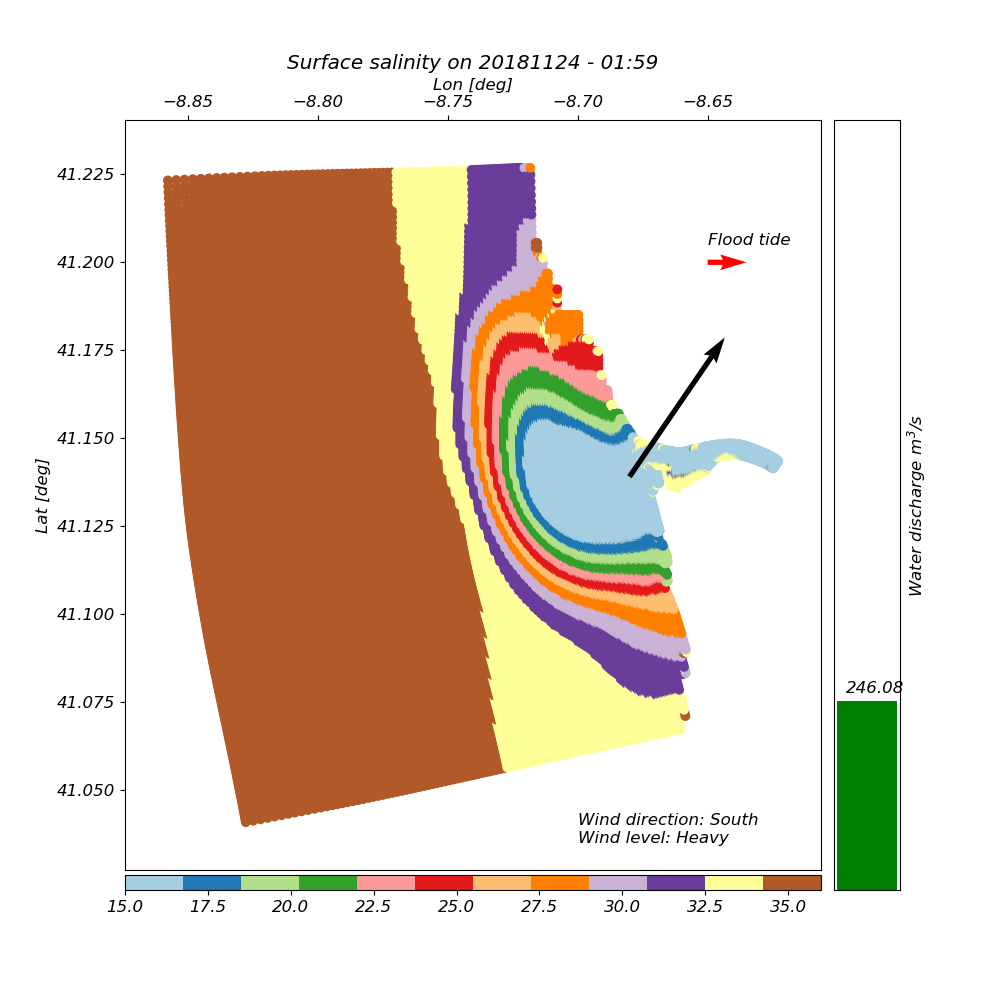 Surface salinity on 20181124 - 01:59
Lon [deg]
−8.85 −8.80 −8.75 −8.70 −8.65
41.225
41.200
41.175
41.150
41.125
41.100
41.075
41.050
Lat [deg]
Flood tide
Wind direction: South
Wind level: Heavy
246.08
Water discharge m³/s
15.0 17.5 20.0 22.5 25.0 27.5 30.0 32.5 35.0